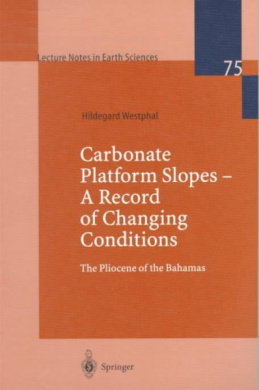 Lecture Notes in Earth Sciences
75
Hildegard Westphal
Carbonate
Platform Slopes –
A Record
of Changing
Conditions
The Pliocene of the Bahamas
Springer